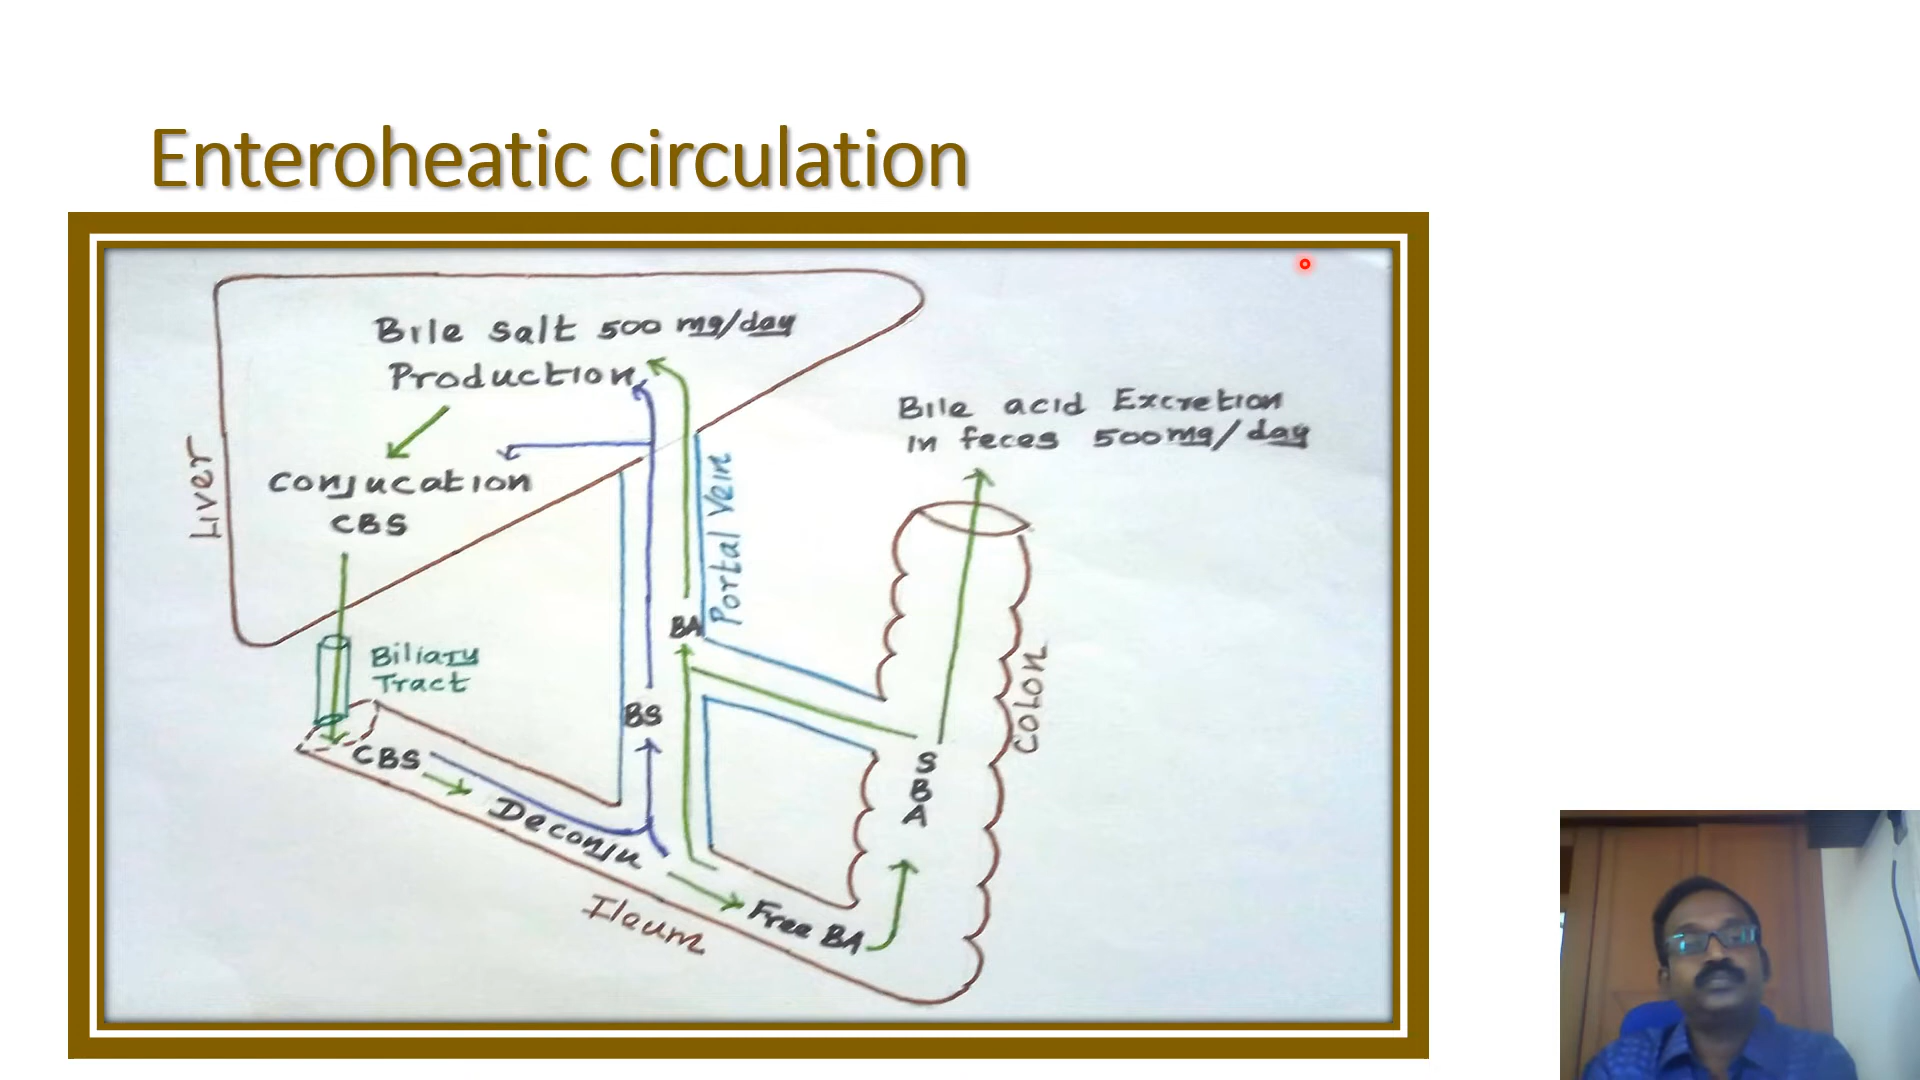 Enteroheatic circulation
Bile salt 500 mg/day
Production
Conjucation
CBS
Liver
Bile acid Excretion
in feces 500mg/day
Portal Vein
BA
Biliary
Tract
BS
CBS
Deconju
Free BA
Ileum
SBA
COLON